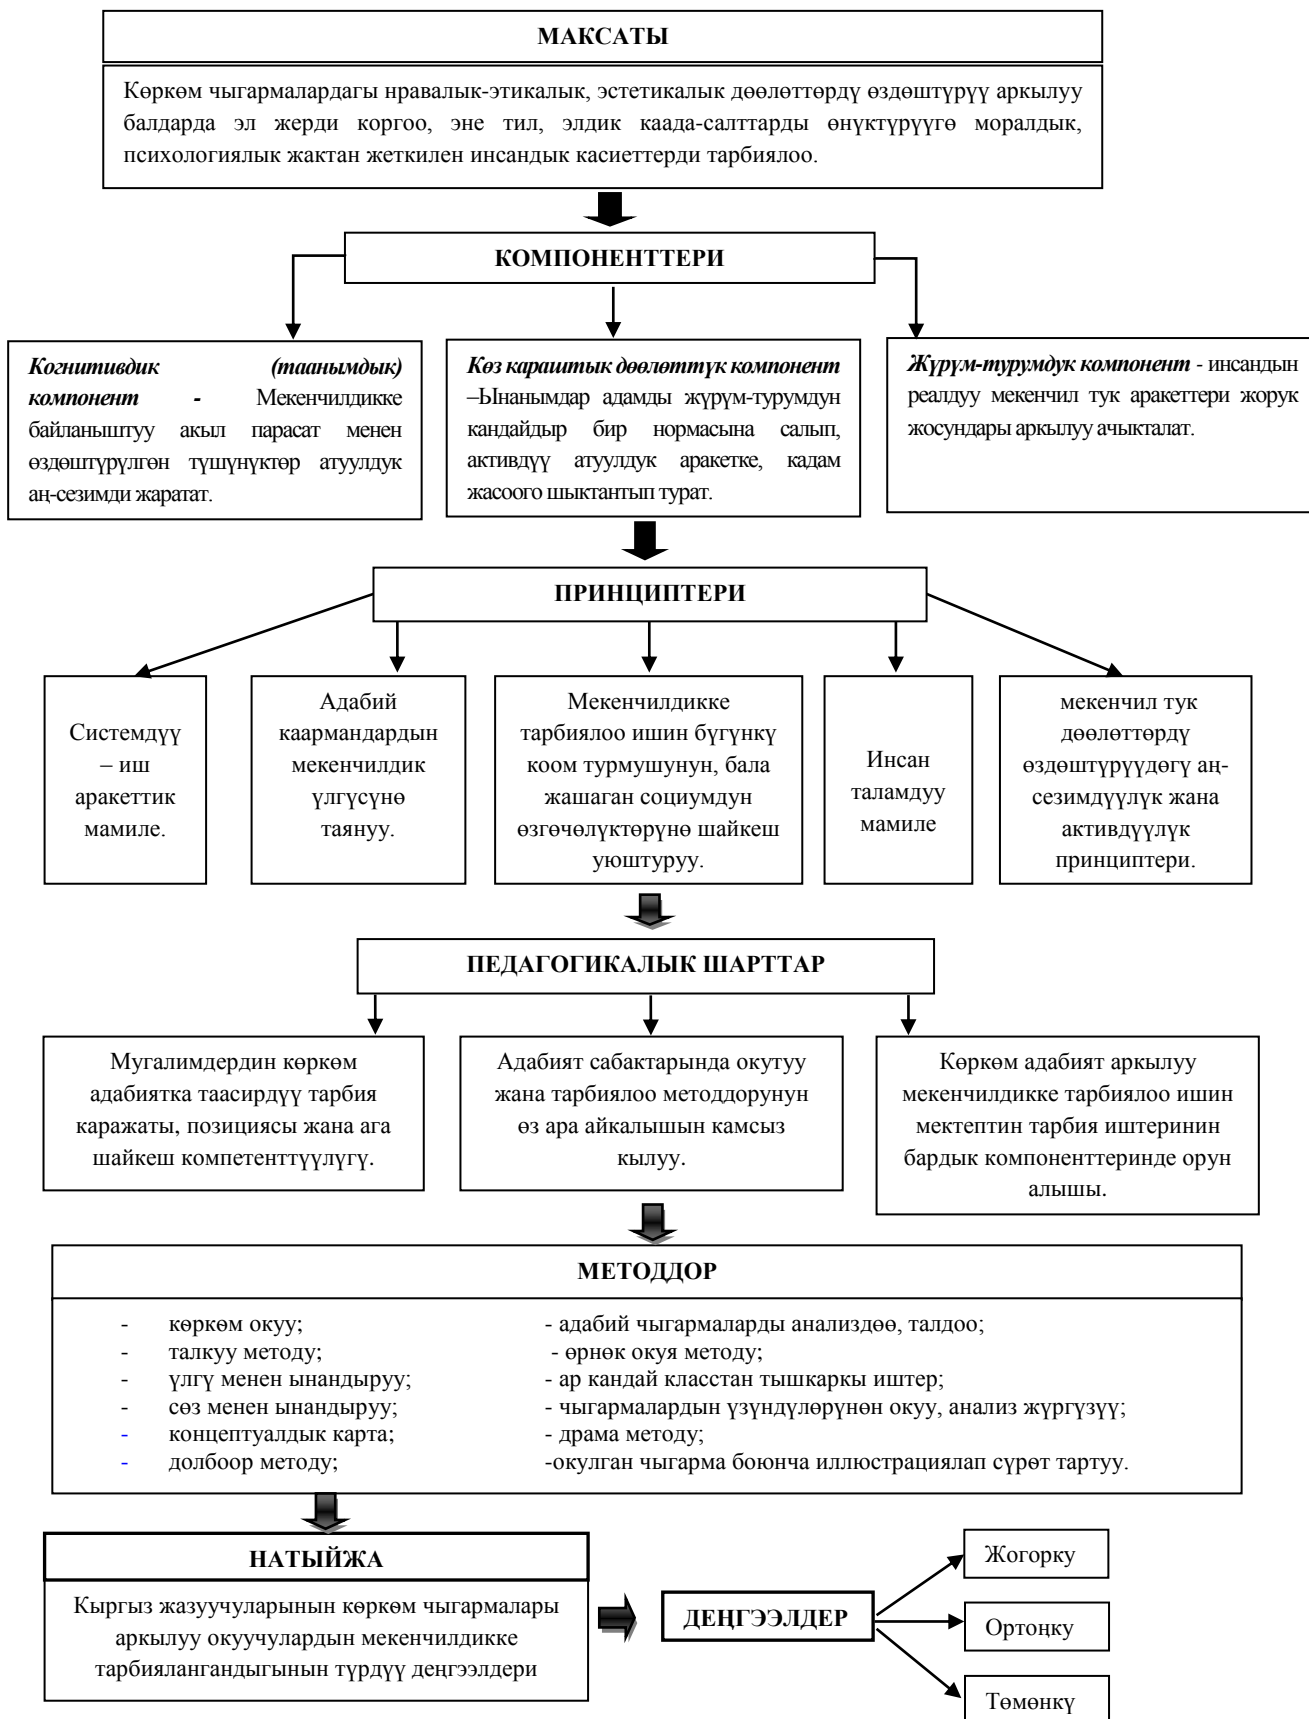 МАКСАТЫ
Көркөм чыгармалардагы нравалык-этикалык, эстетикалык дөөлөттөрдү өздөштүрүү аркылуу
балдарда эл жерди коргоо, эне тил, элдик каада-салттарды өнүктүрүүгө моралдык,
психологиялык жактан жеткилен инсандык касиеттерди тарбиялоо.
КОМПОНЕНТТЕРИ
Когнитивдик (таанымдык)
компонент - Мекенчилдикке
байланыштуу акыл парасат менен
өздөштүрүлгөн түшүнүктөр атуулдук
аң-сезимди жаратат.
Көз караштык дөөлөттүк компонент
–Ынанымдар адамды жүрүм-турумдун
кандайдыр бир нормасына салып,
активдүү атуулдук аракетке, кадам
жасоого шыктантып турат.
Жүрүм-турумдук компонент - инсандын
реалдуу мекенчил тук аракеттери жорук
жосундары аркылуу ачыкталат.
ПРИНЦИПТЕРИ
Системдүү
– иш
аракеттик
мамиле.
Адабий
каармандардын
мекенчилдик
үлгүсүнө
таянуу.
Мекенчилдикке
тарбиялоо ишин бүгүнкү
коом турмушунун, бала
жашаган социумдун
өзгөчөлүктөрүнө шайкеш
уюштуруу.
Инсан
таламдуу
мамиле
мекенчил тук
дөөлөттөрдү
өздөштүрүүдөгү аң-
сезимдүүлүк жана
активдүүлүк
принциптери.
ПЕДАГОГИКАЛЫК ШАРТТАР
Мугалимдердин көркөм
адабиятка таасирдүү тарбия
каражаты, позициясы жана ага
шайкеш компетенттүүлүгү.
Адабият сабактарында окутуу
жана тарбиялоо методдорунун
өз ара айкалышын камсыз
кылуу.
Көркөм адабият аркылуу
мекенчилдикке тарбиялоо ишин
мектептин тарбия иштеринин
бардык компоненттеринде орун
алышы.
МЕТОДДОР
- көркөм окуу; - адабий чыгармаларды анализдөө, талдоо;
- талкуу методу; - өрнөк окуя методу;
- үлгү менен ынандыруу; - ар кандай класстан тышкаркы иштер;
- сөз менен ынандыруу; - чыгармалардын үзүндүлөрүнөн окуу, анализ жүргүзүү;
- концептуалдык карта; - драма методу;
- долбоор методу; -окулган чыгарма боюнча иллюстрациялап сүрөт тартуу.
НАТЫЙЖА
Кыргыз жазуучуларынын көркөм чыгармалары
аркылуу окуучулардын мекенчилдикке
тарбиялангандыгынын түрдүү деңгээлдери
ДЕҢГЭЭЛДЕР
Жогорку
Ортоңку
Төмөнкү